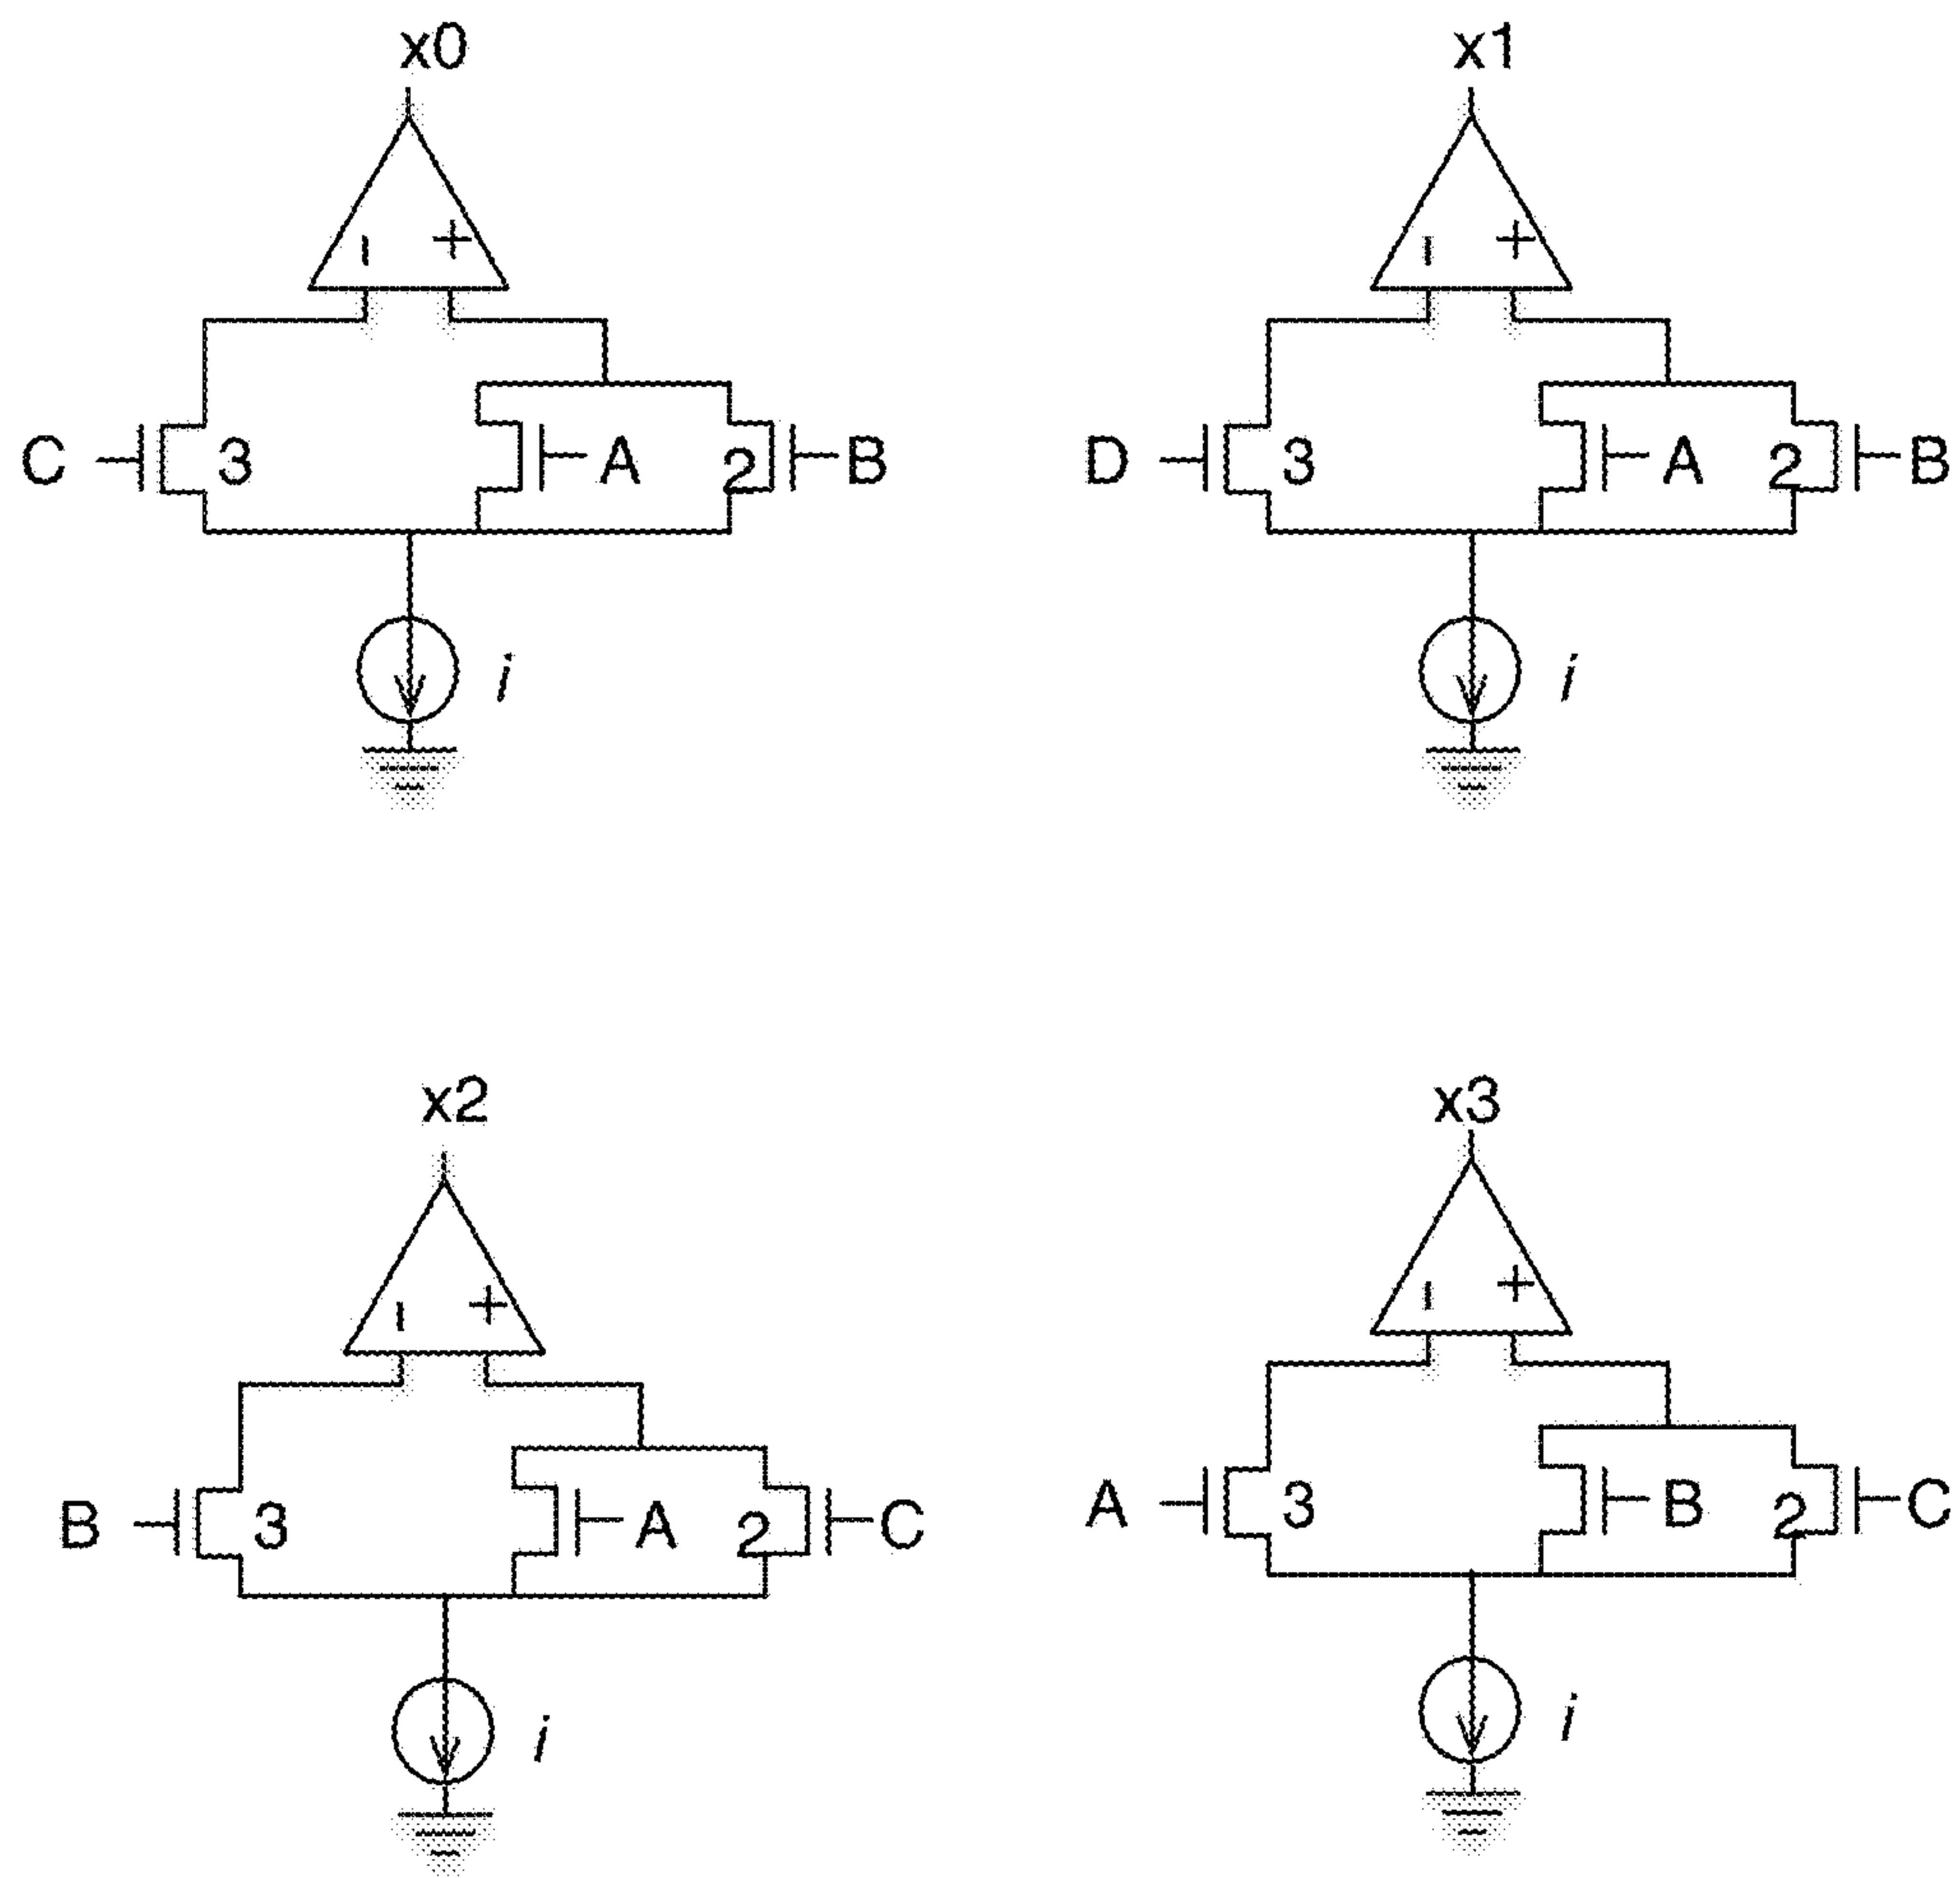 x0 x1
− + − +
C 3 A 2 B D 3 A 2 B
i i
x2 x3
− + − +
B 3 A 2 C A 3 B 2 C
i i